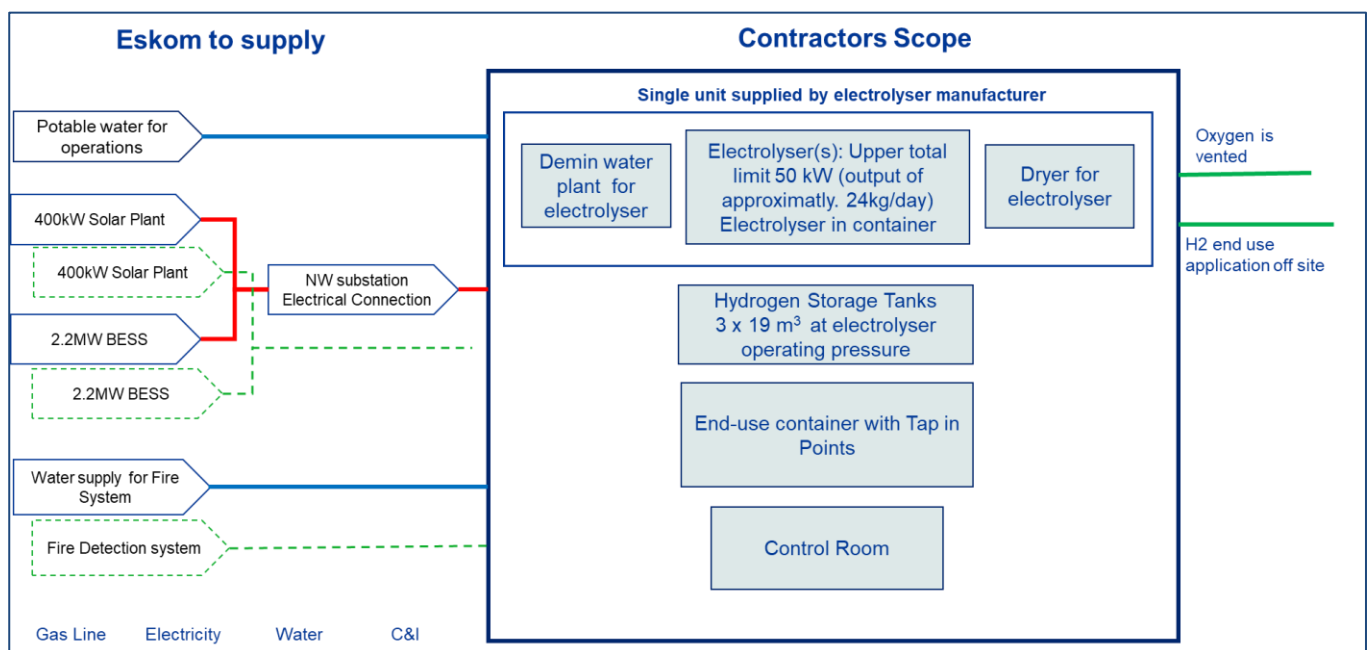 Eskom to supply
Contractors Scope
Single unit supplied by electrolyser manufacturer
Potable water for
operations
400kW Solar Plant
400kW Solar Plant
NW substation
Electrical Connection
2.2MW BESS
2.2MW BESS
Water supply for Fire
System
Fire Detection system
Demin water
plant for
electrolyser
Electrolyser(s): Upper total
limit 50 kW (output of
approximatly. 24kg/day)
Electrolyser in container
Dryer for
electrolyser
Hydrogen Storage Tanks
3 x 19 m³ at electrolyser
operating pressure
End-use container with Tap in
Points
Control Room
Oxygen is
vented
H2 end use
application off site
Gas Line Electricity Water C&I